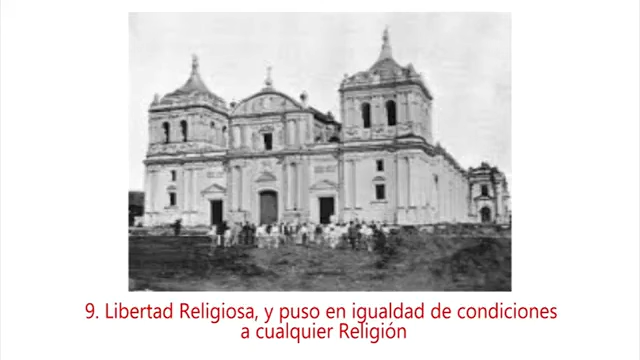 9. Libertad Religiosa, y puso en igualdad de condiciones
a cualquier Religión